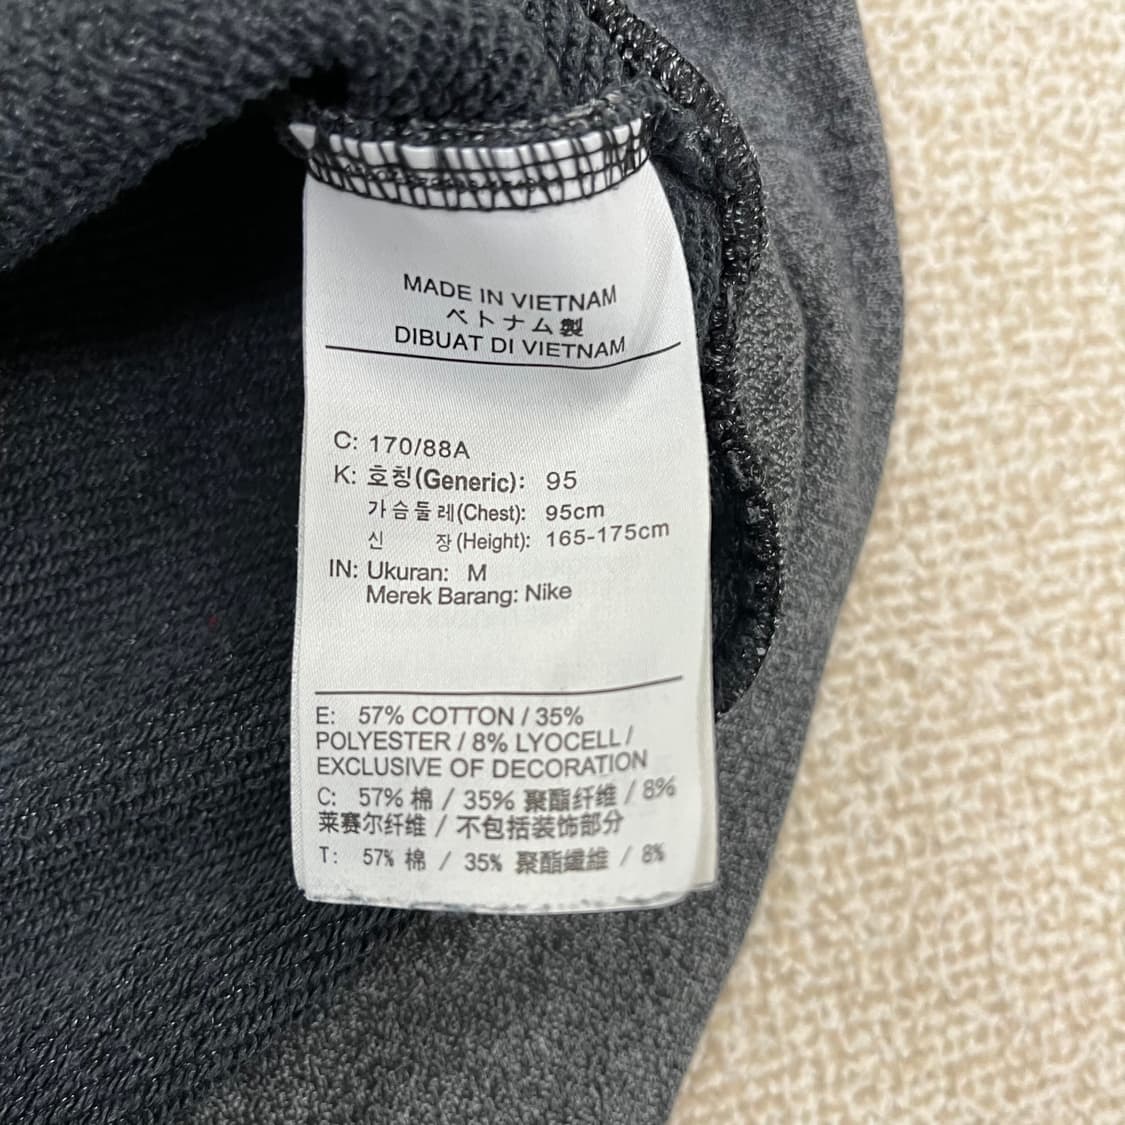 MADE IN VIETNAM
ベトナム製
DIBUAT DI VIETNAM
C: 170/88A
K: 호칭(Generic): 95
가슴둘레(Chest): 95cm
신 장 (Height): 165-175cm
IN: Ukuran: M
Merek Barang: Nike
E: 57% COTTON / 35%
POLYESTER / 8% LYOCELL /
EXCLUSIVE OF DECORATION
C: 57% 棉 / 35% 聚酯纤维 / 8%
莱赛尔纤维 / 不包括装饰部分
T: 57% 棉 / 35% 聚酯纖維 / 8%